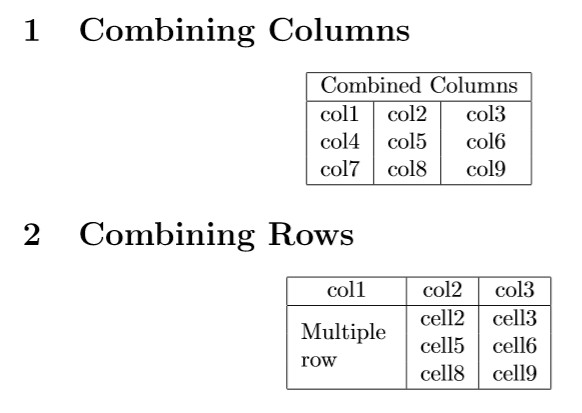 1 Combining Columns
Combined Columns
col1 col2 col3
col4 col5 col6
col7 col8 col9
2 Combining Rows
col1 col2 col3
cell2 cell3
Multiple cell5 cell6
row cell8 cell9